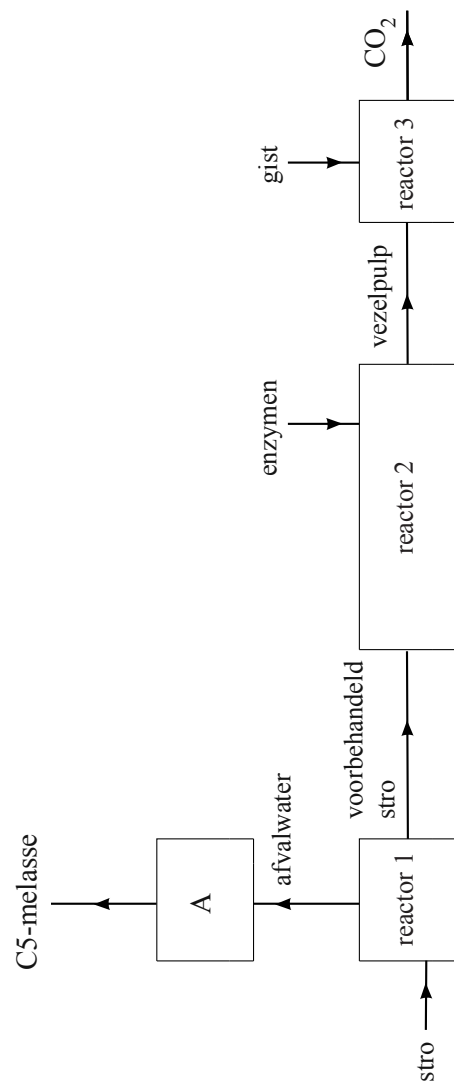 C5-melasse
A
afvalwater
stro
reactor 1
voorbehandeld
stro
enzymen
reactor 2
vezelpulp
gist
reactor 3
CO2